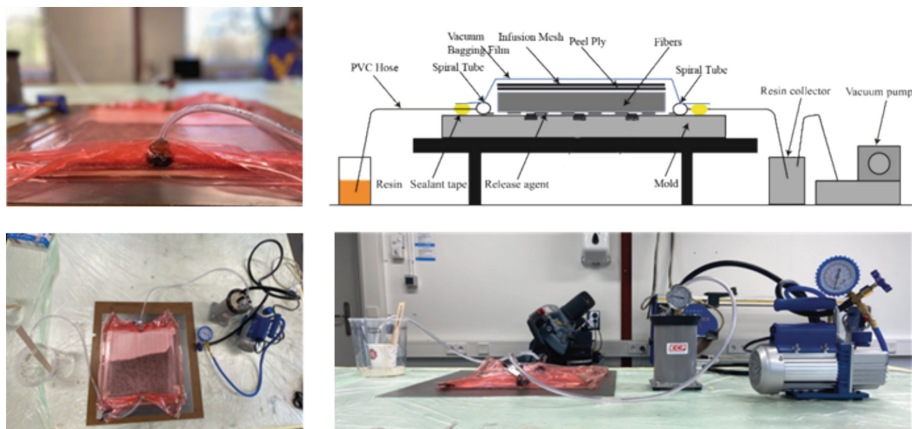 Vacuum
Bagging Film
Infusion Mesh
Peel Ply
Fibers
PVC Hose
Spiral Tube
Spiral Tube
Resin collector
Vacuum pump
Resin
Sealant tape
Release agent
Mold
ECP